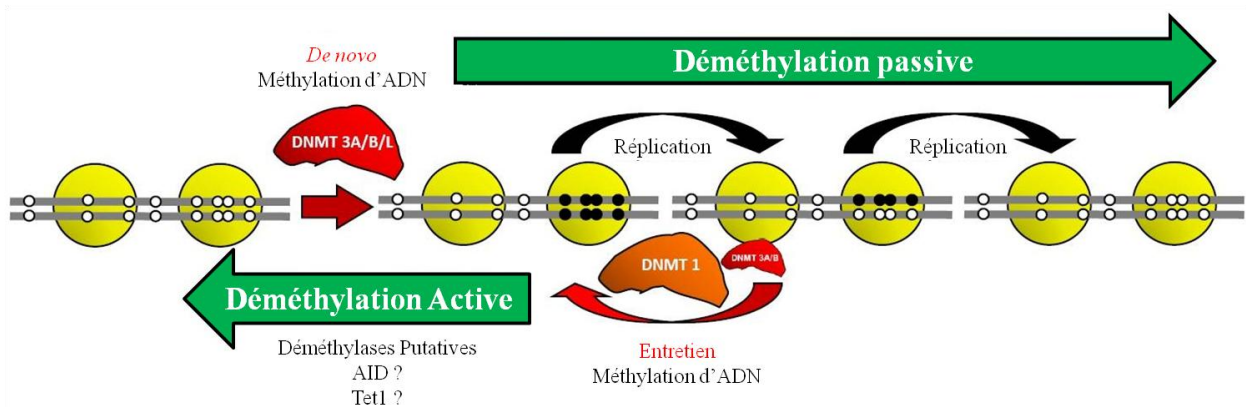 De novo
Méthylation d'ADN
Déméthylation passive
DNMT 3A/B/L
Réplication
Réplication
DNMT 1
DNMT 3A/B
Déméthylation Active
Déméthylases Putatives
AID ?
Tet1 ?
Entretien
Méthylation d'ADN